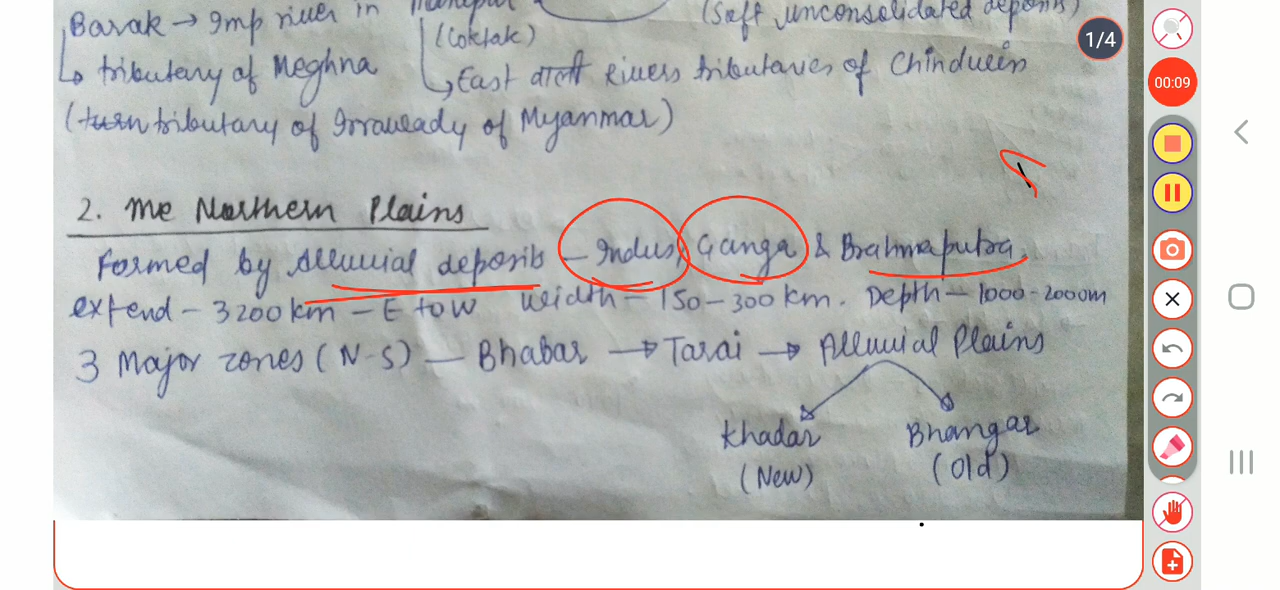 Barak → Imp river in Manipur (Soft unconsolidated deposits)
↳ tributary of Meghna (Loktak)
↳ East वाली Rivers tributaries of Chindwin
(turn tributary of Irrawady of Myanmar)
1/4
00:09
2. The Northern Plains
Formed by Alluvial deposits – Indus, Ganga & Brahmaputra.
extend – 3200 km – E to W width – 150 – 300 km. Depth – 1000 - 2000m
3 Major zones (N-S) — Bhabar → Tarai → Alluvial Plains
Khadar Bhangar
(New) (Old)